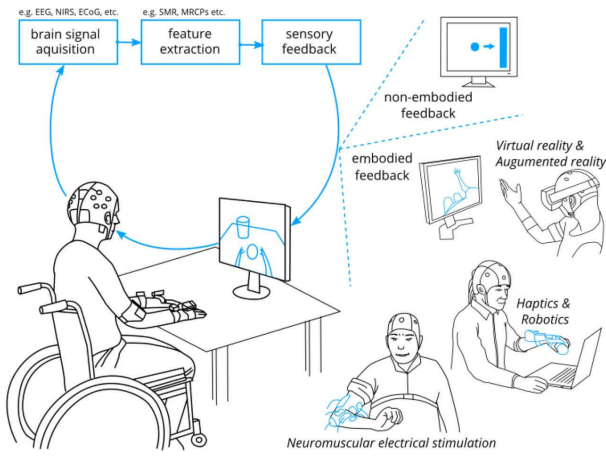 e.g. EEG, NIRS, ECoG, etc.
e.g. SMR, MRCPs, etc.
brain signal
aquisition
feature
extraction
sensory
feedback
non-embodied
feedback
embodied
feedback
Virtual reality &
Augumented reality
Haptics &
Robotics
Neuromuscular electrical stimulation